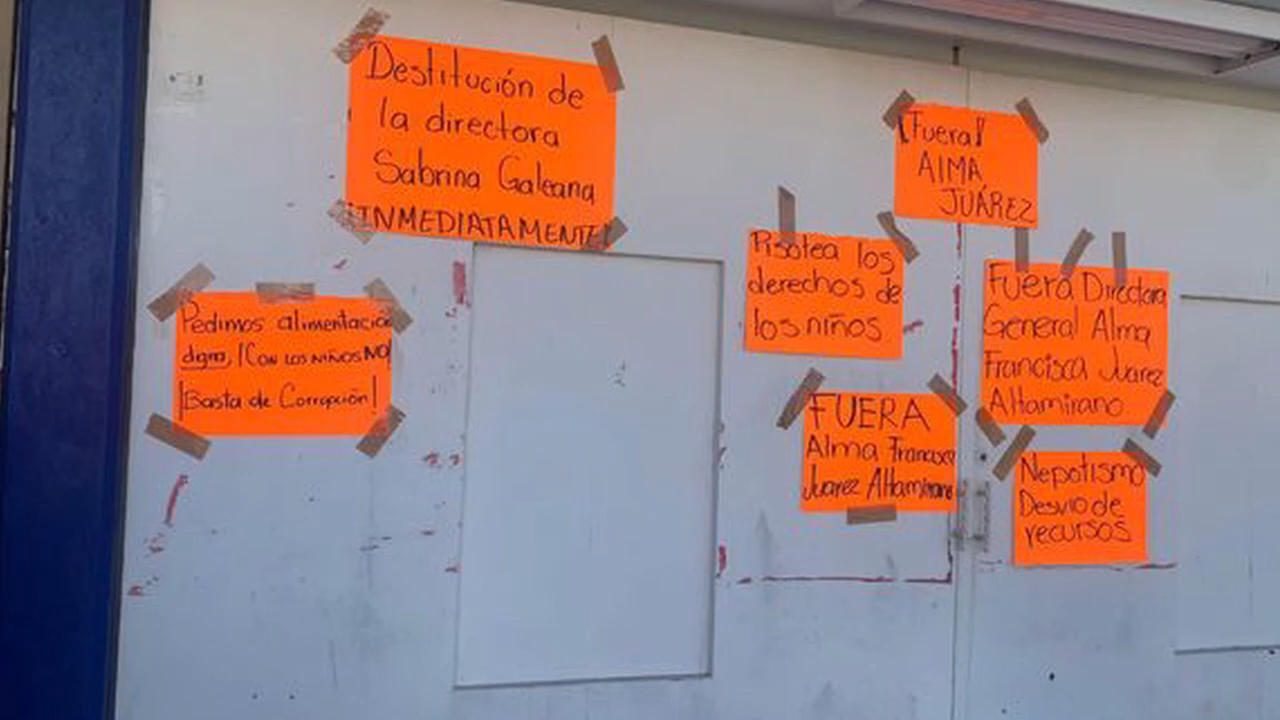 Destitución de
la directora
Sabrina Galeana
¡INMEDIATAMENTE!
Pedimos alimentación
digna, ¡CON LOS NIÑOS NO!
¡Basta de Corrupción!
¡Fuera!
ALMA
JUÁREZ
Pisotea los
derechos de
los niños
Fuera Directora
General Alma
Francisca Juarez
Altamirano
FUERA
Alma Francisca
Juarez Altamirano
Nepotismo
Desvio de
recursos